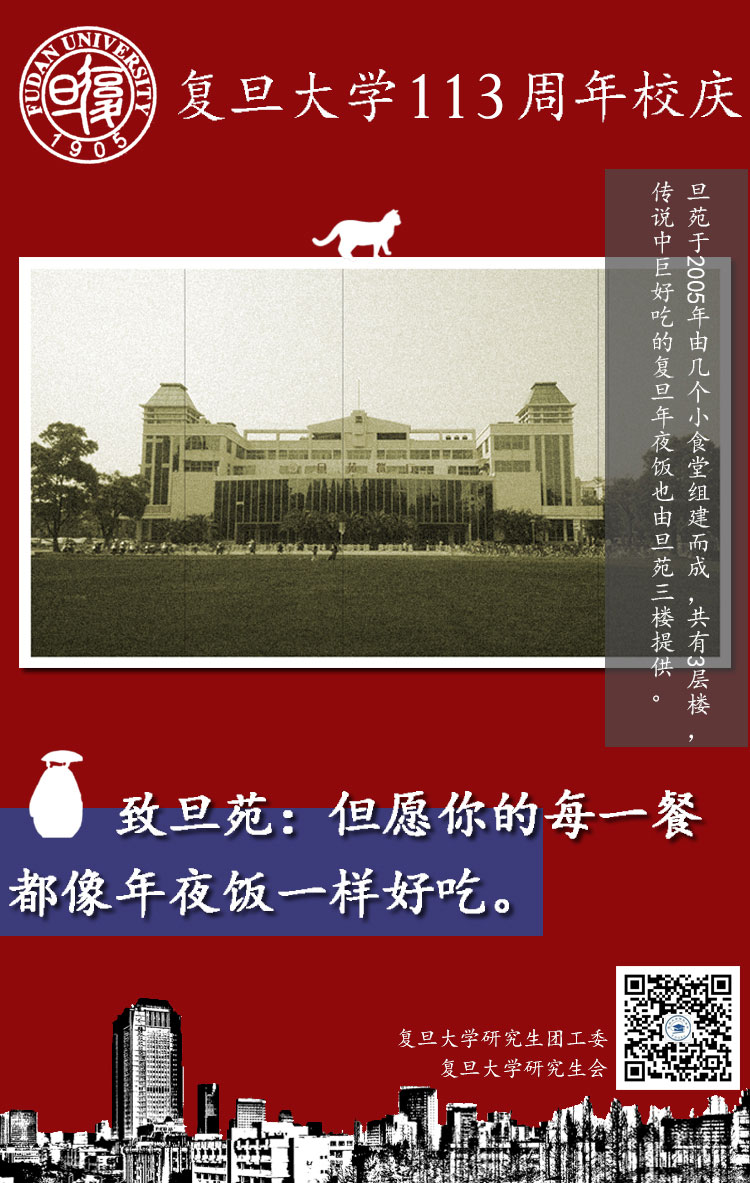 FUDAN UNIVERSITY
1905
复旦大学113周年校庆
旦苑于2005年由几个小食堂组建而成，共有3层楼，
传说中巨好吃的复旦年夜饭也由旦苑三楼提供。
致旦苑：但愿你的每一餐
都像年夜饭一样好吃。
复旦大学研究生团工委
复旦大学研究生会